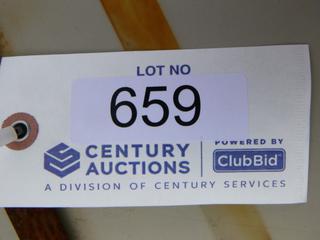 LOT NO
659
CENTURY
AUCTIONS
POWERED BY
ClubBid
A DIVISION OF CENTURY SERVICES